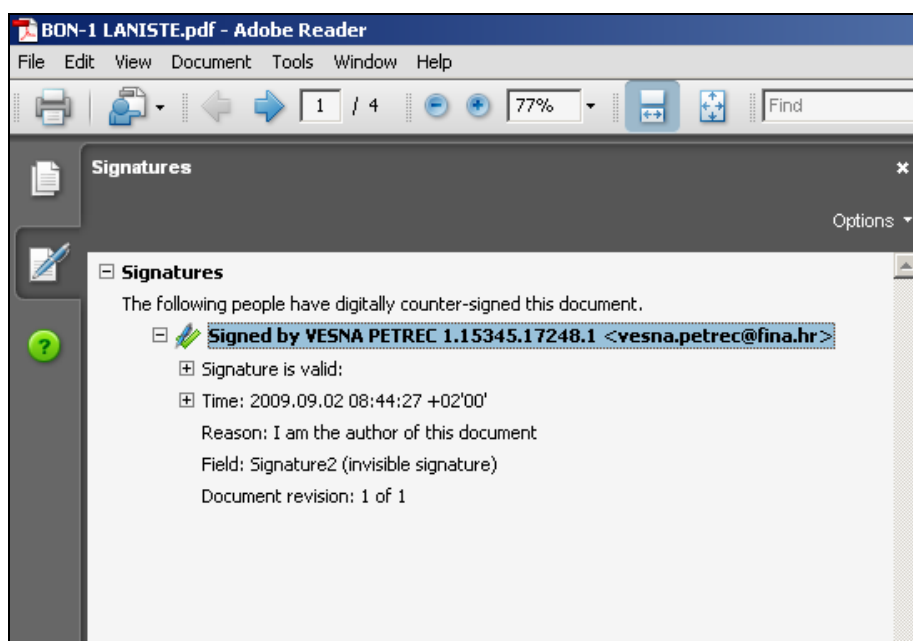 BON-1 LANISTE.pdf - Adobe Reader
File Edit View Document Tools Window Help
1 / 4 77% Find
Signatures
Options
Signatures
The following people have digitally counter-signed this document.
Signed by VESNA PETREC 1.15345.17248.1 <vesna.petrec@fina.hr>
Signature is valid:
Time: 2009.09.02 08:44:27 +02'00'
Reason: I am the author of this document
Field: Signature2 (invisible signature)
Document revision: 1 of 1